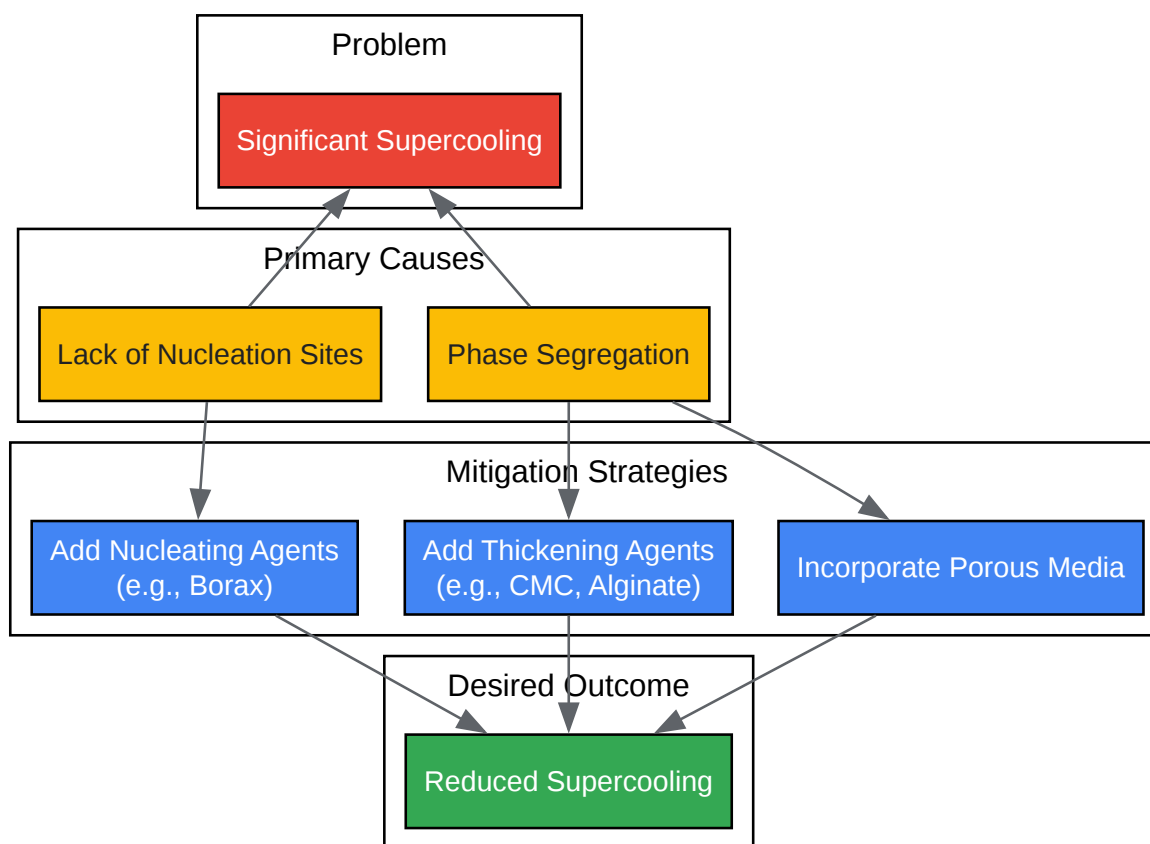 Problem
Significant Supercooling
Primary Causes
Lack of Nucleation Sites
Phase Segregation
Mitigation Strategies
Add Nucleating Agents
(e.g., Borax)
Add Thickening Agents
(e.g., CMC, Alginate)
Incorporate Porous Media
Desired Outcome
Reduced Supercooling